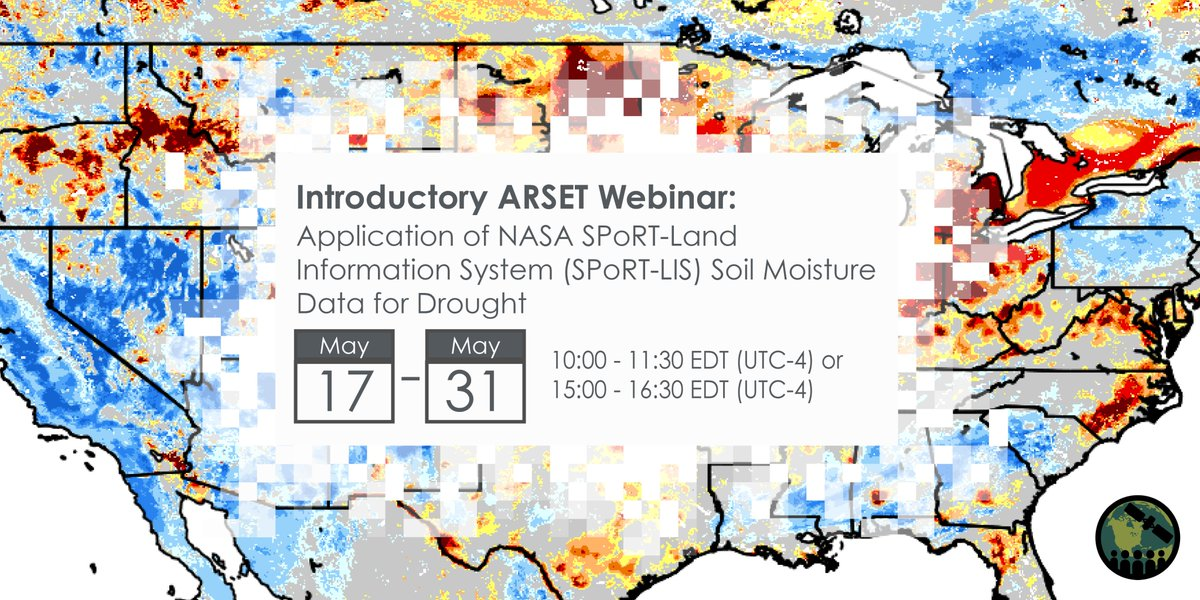 Introductory ARSET Webinar:
Application of NASA SPoRT-Land
Information System (SPoRT-LIS) Soil Moisture
Data for Drought
May
17
-
May
31
10:00 - 11:30 EDT (UTC-4) or
15:00 - 16:30 EDT (UTC-4)